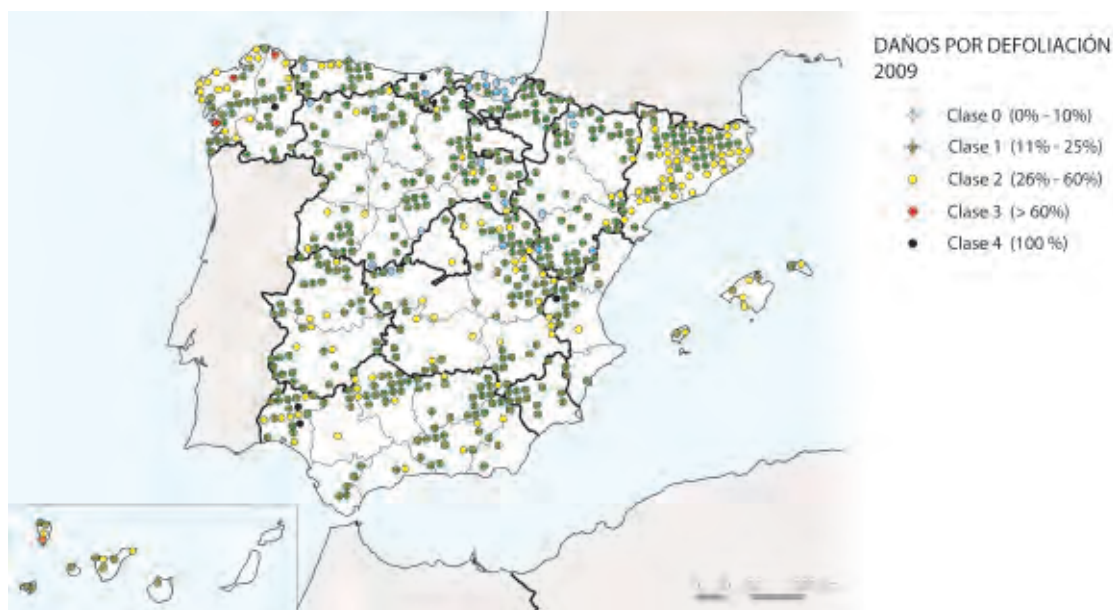 DAÑOS POR DEFOLIACIÓN
2009
Clase 0 (0% - 10%)
Clase 1 (11% - 25%)
Clase 2 (26% - 60%)
Clase 3 (> 60%)
Clase 4 (100 %)